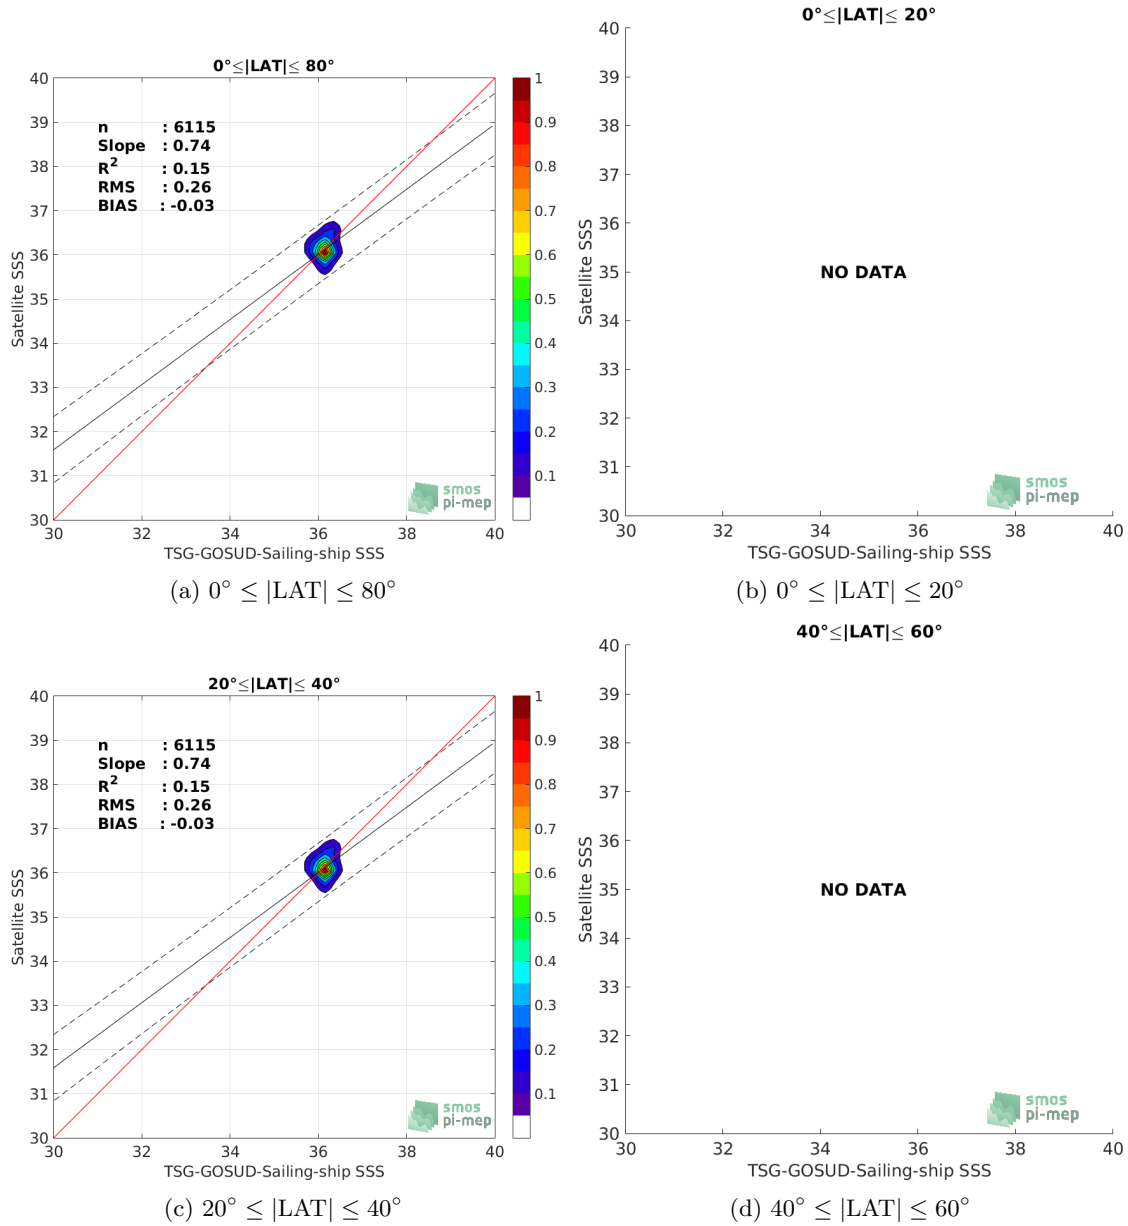 0°≤|LAT|≤ 80°
n : 6115
Slope : 0.74
R² : 0.15
RMS : 0.26
BIAS : -0.03
40
39
38
37
36
35
34
33
32
31
30
30 32 34 36 38 40
1
0.9
0.8
0.7
0.6
0.5
0.4
0.3
0.2
0.1
Satellite SSS
TSG-GOSUD-Sailing-ship SSS
smos
pi-mep
(a) 0° ≤ |LAT| ≤ 80°
0°≤|LAT|≤ 20°
40
39
38
37
36
35
34
33
32
31
30
30 32 34 36 38 40
Satellite SSS
NO DATA
TSG-GOSUD-Sailing-ship SSS
smos
pi-mep
(b) 0° ≤ |LAT| ≤ 20°
20°≤|LAT|≤ 40°
n : 6115
Slope : 0.74
R² : 0.15
RMS : 0.26
BIAS : -0.03
40
39
38
37
36
35
34
33
32
31
30
30 32 34 36 38 40
1
0.9
0.8
0.7
0.6
0.5
0.4
0.3
0.2
0.1
Satellite SSS
TSG-GOSUD-Sailing-ship SSS
smos
pi-mep
(c) 20° ≤ |LAT| ≤ 40°
40°≤|LAT|≤ 60°
40
39
38
37
36
35
34
33
32
31
30
30 32 34 36 38 40
Satellite SSS
NO DATA
TSG-GOSUD-Sailing-ship SSS
smos
pi-mep
(d) 40° ≤ |LAT| ≤ 60°